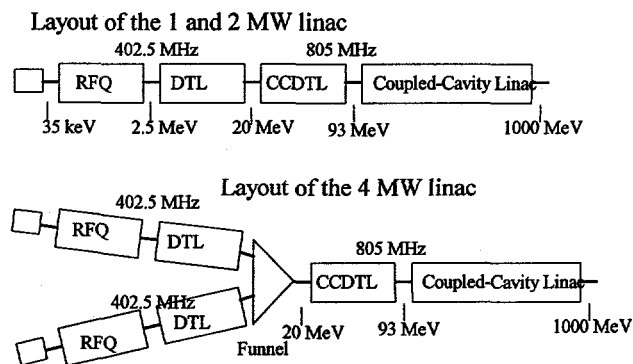 Layout of the 1 and 2 MW linac
402.5 MHz 805 MHz
RFQ DTL CCDTL Coupled-Cavity Linac
35 keV 2.5 MeV 20 MeV 93 MeV 1000 MeV
Layout of the 4 MW linac
402.5 MHz
RFQ DTL
805 MHz
CCDTL Coupled-Cavity Linac
402.5 MHz
RFQ DTL
20 MeV 93 MeV 1000 MeV
Funnel